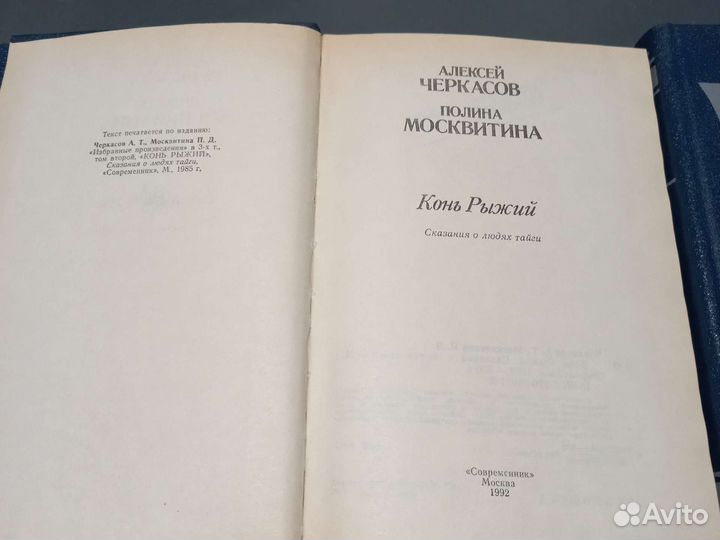 Текст печатается по изданию:
Черкасов А. Т., Москвитина П. Д.
«Избранные произведения» в 3-х т.,
том второй, «КОНЬ РЫЖИЙ»,
Сказания о людях тайги,
«Современник», М., 1985 г.
АЛЕКСЕЙ
ЧЕРКАСОВ
ПОЛИНА
МОСКВИТИНА
Конь Рыжий
Сказания о людях тайги
«Современник»
Москва
1992
Avito